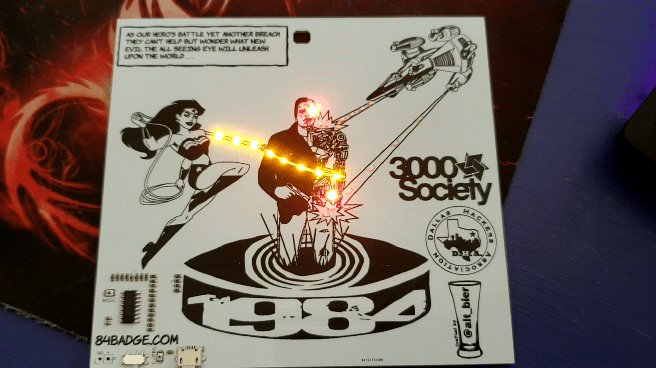 AS OUR HERO'S BATTLE YET ANOTHER BREACH
THEY CAN'T HELP BUT WONDER WHAT NEW
EVIL THE ALL SEEING EYE WILL UNLEASH
UPON THE WORLD...
3000
Society
DALLAS HACKERS ASSOCIATION
D.H.A.
1984
@alt_bier
84BADGE.COM